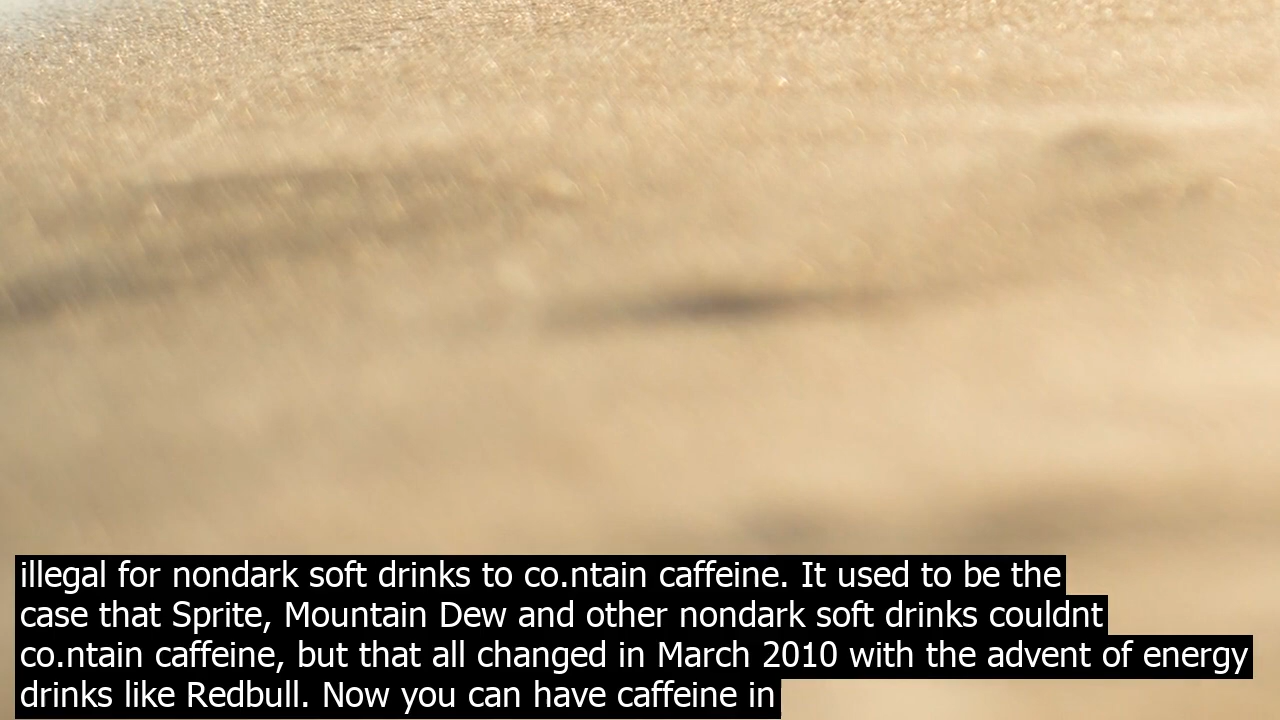 illegal for nondark soft drinks to co.ntain caffeine. It used to be the
case that Sprite, Mountain Dew and other nondark soft drinks couldnt
co.ntain caffeine, but that all changed in March 2010 with the advent of energy
drinks like Redbull. Now you can have caffeine in